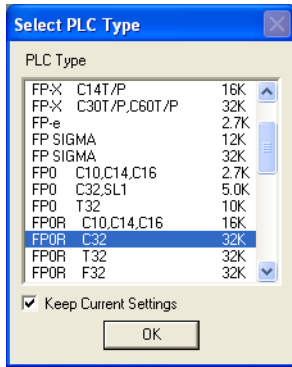 Select PLC Type
PLC Type
FP-X C14T/P 16K
FP-X C30T/P,C60T/P 32K
FP-e 2.7K
FP SIGMA 12K
FP SIGMA 32K
FP0 C10,C14,C16 2.7K
FP0 C32,SL1 5.0K
FP0 T32 10K
FP0R C10,C14,C16 16K
FP0R C32 32K
FP0R T32 32K
FP0R F32 32K
Keep Current Settings
OK